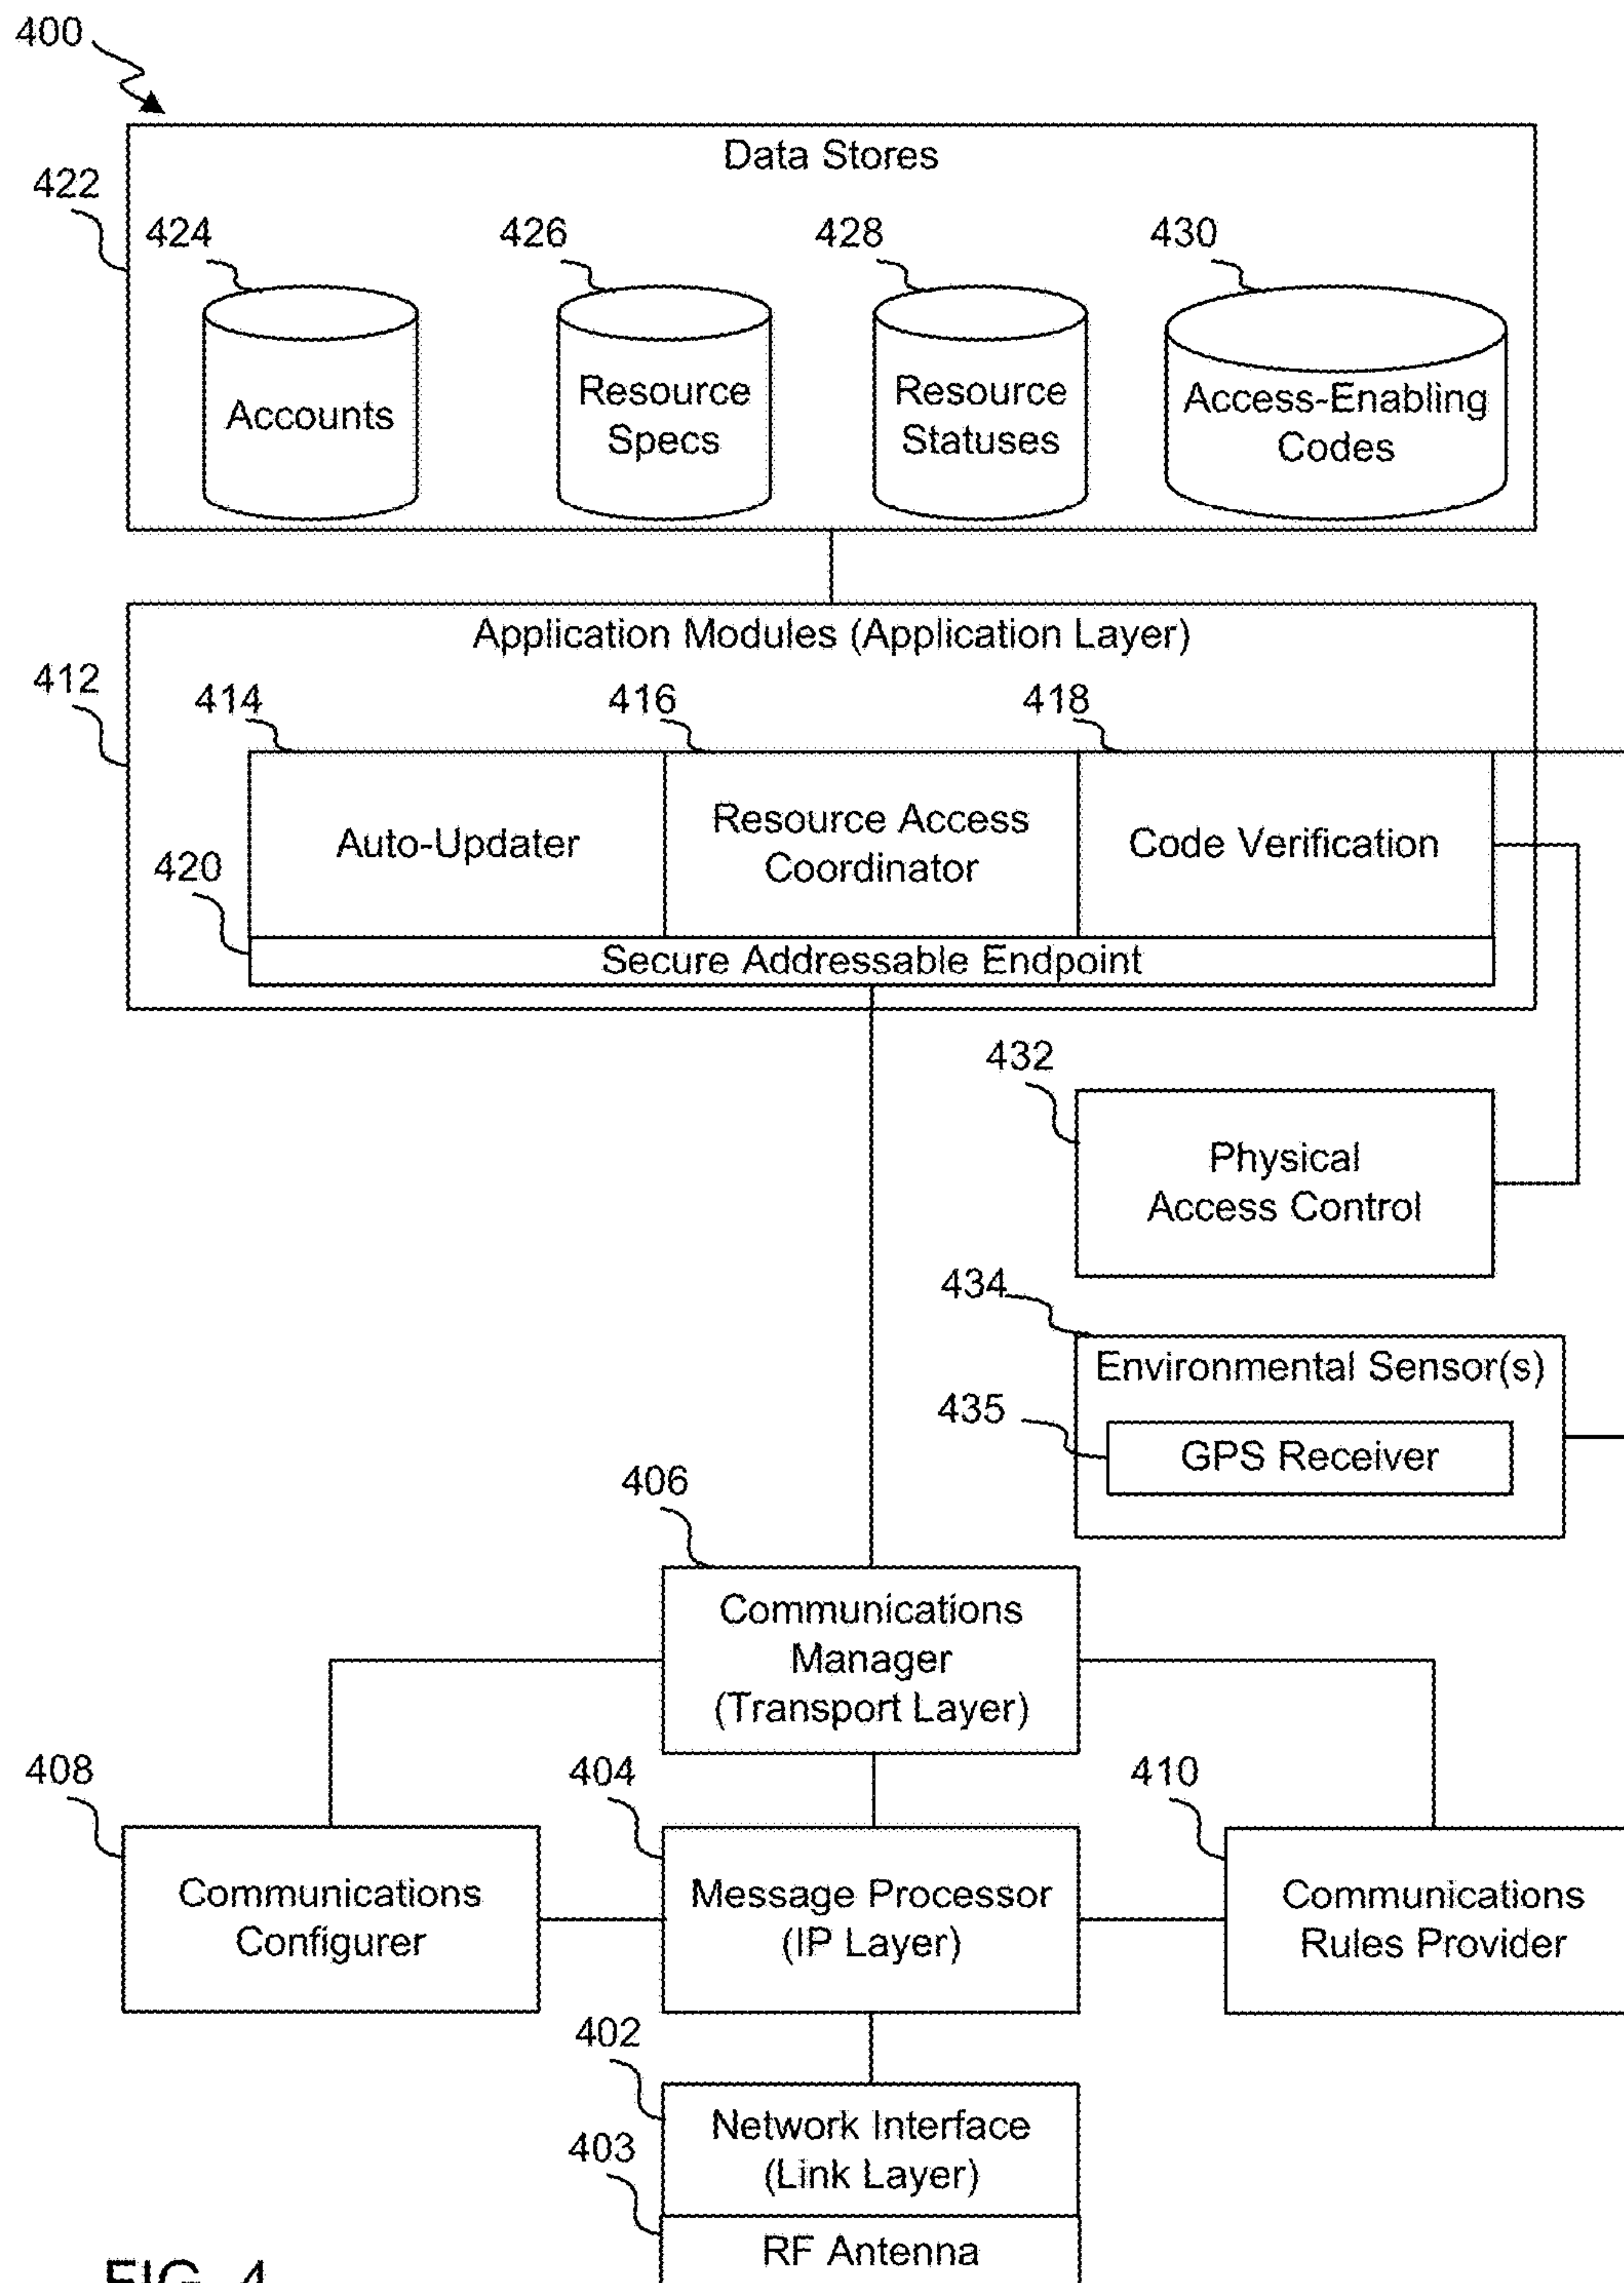 400
Data Stores
422
424
426
428
430
Accounts
Resource
Specs
Resource
Statuses
Access-Enabling
Codes
Application Modules (Application Layer)
412
414
416
418
Auto-Updater
Resource Access
Coordinator
Code Verification
420
Secure Addressable Endpoint
432
Physical
Access Control
434
Environmental Sensor(s)
435
GPS Receiver
406
Communications
Manager
(Transport Layer)
408
404
410
Communications
Configurer
Message Processor
(IP Layer)
Communications
Rules Provider
402
Network Interface
(Link Layer)
403
RF Antenna
FIG. 4